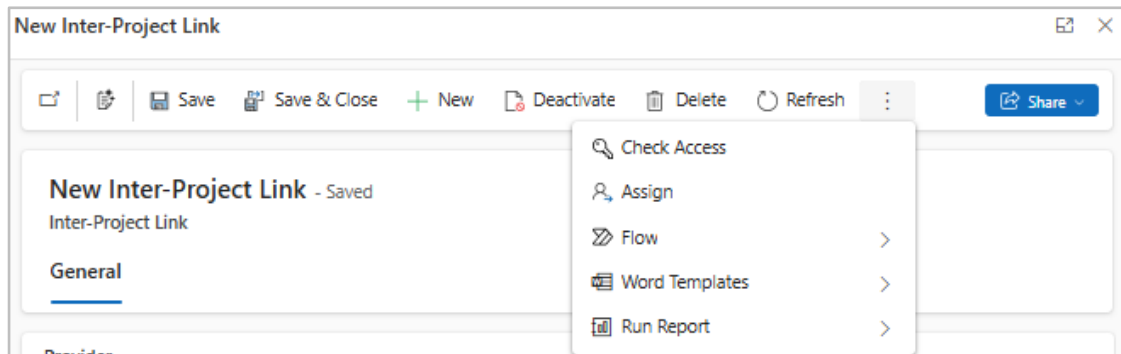 New Inter-Project Link
Save Save & Close New Deactivate Delete Refresh Share
Check Access
New Inter-Project Link - Saved
Assign
Inter-Project Link
Flow
General
Word Templates
Run Report
Provider